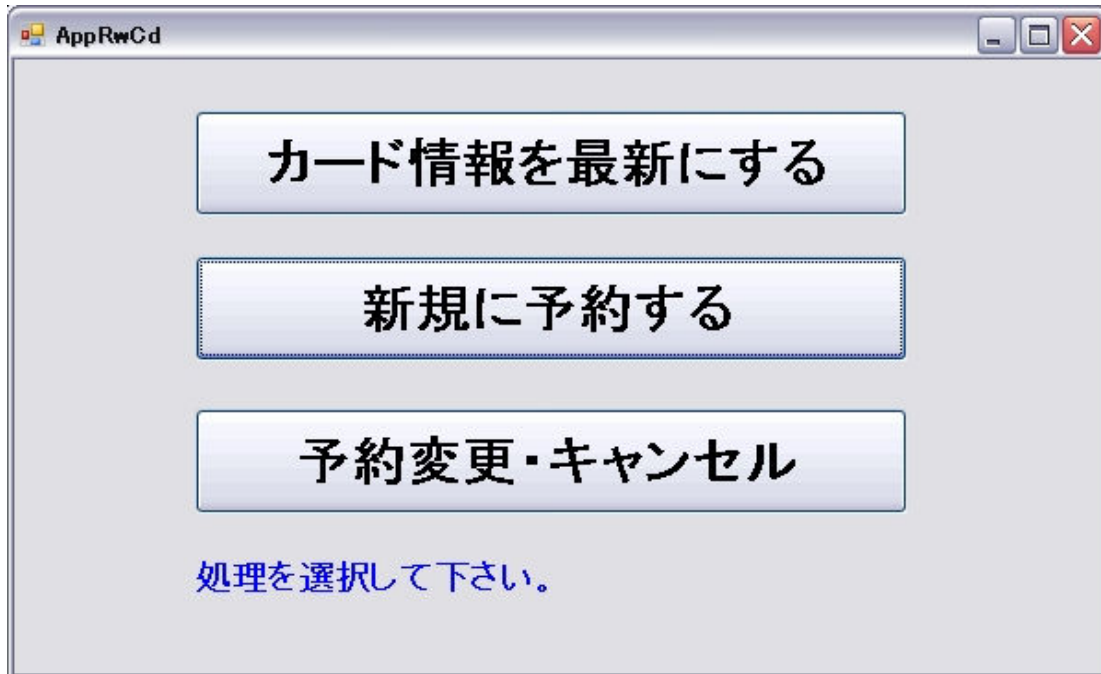 AppRwCd
カード情報を最新にする
新規に予約する
予約変更・キャンセル
処理を選択して下さい。